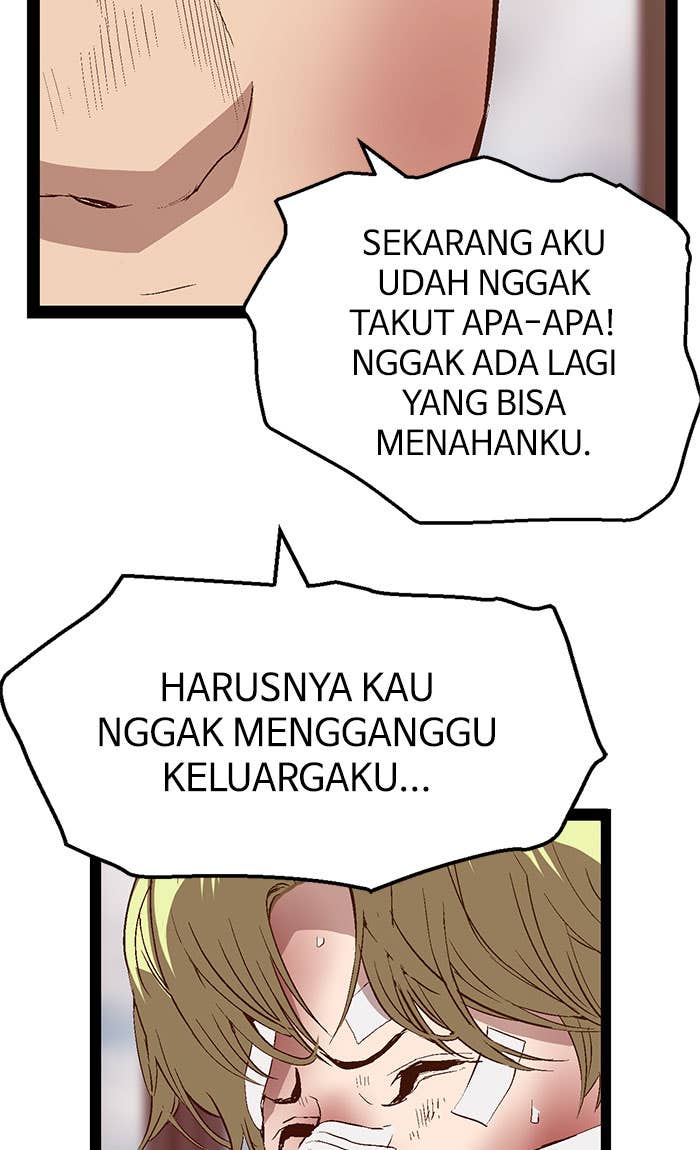 SEKARANG AKU
UDAH NGGAK
TAKUT APA-APA!
NGGAK ADA LAGI
YANG BISA
MENAHANKU.
HARUSNYA KAU
NGGAK MENGGANGGU
KELUARGAKU...